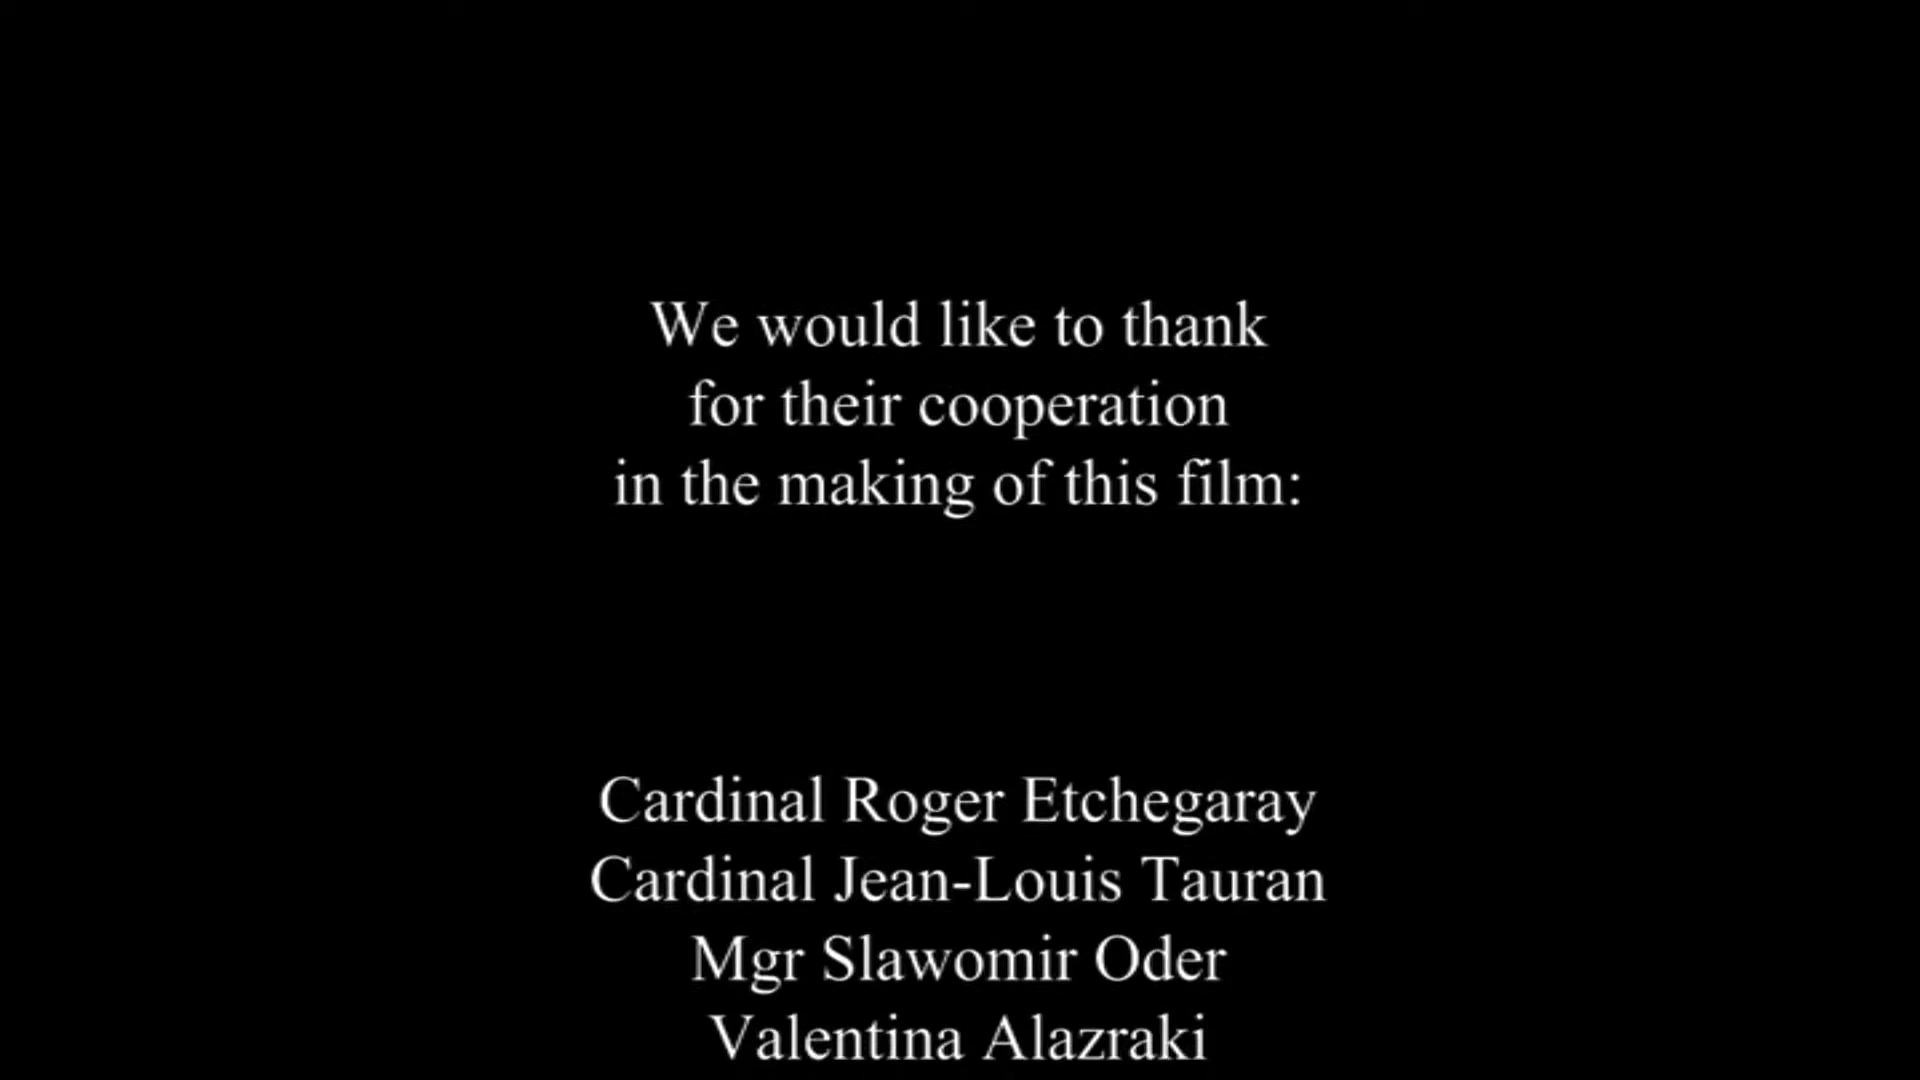 We would like to thank
for their cooperation
in the making of this film:
Cardinal Roger Etchegaray
Cardinal Jean-Louis Tauran
Mgr Slawomir Oder
Valentina Alazraki